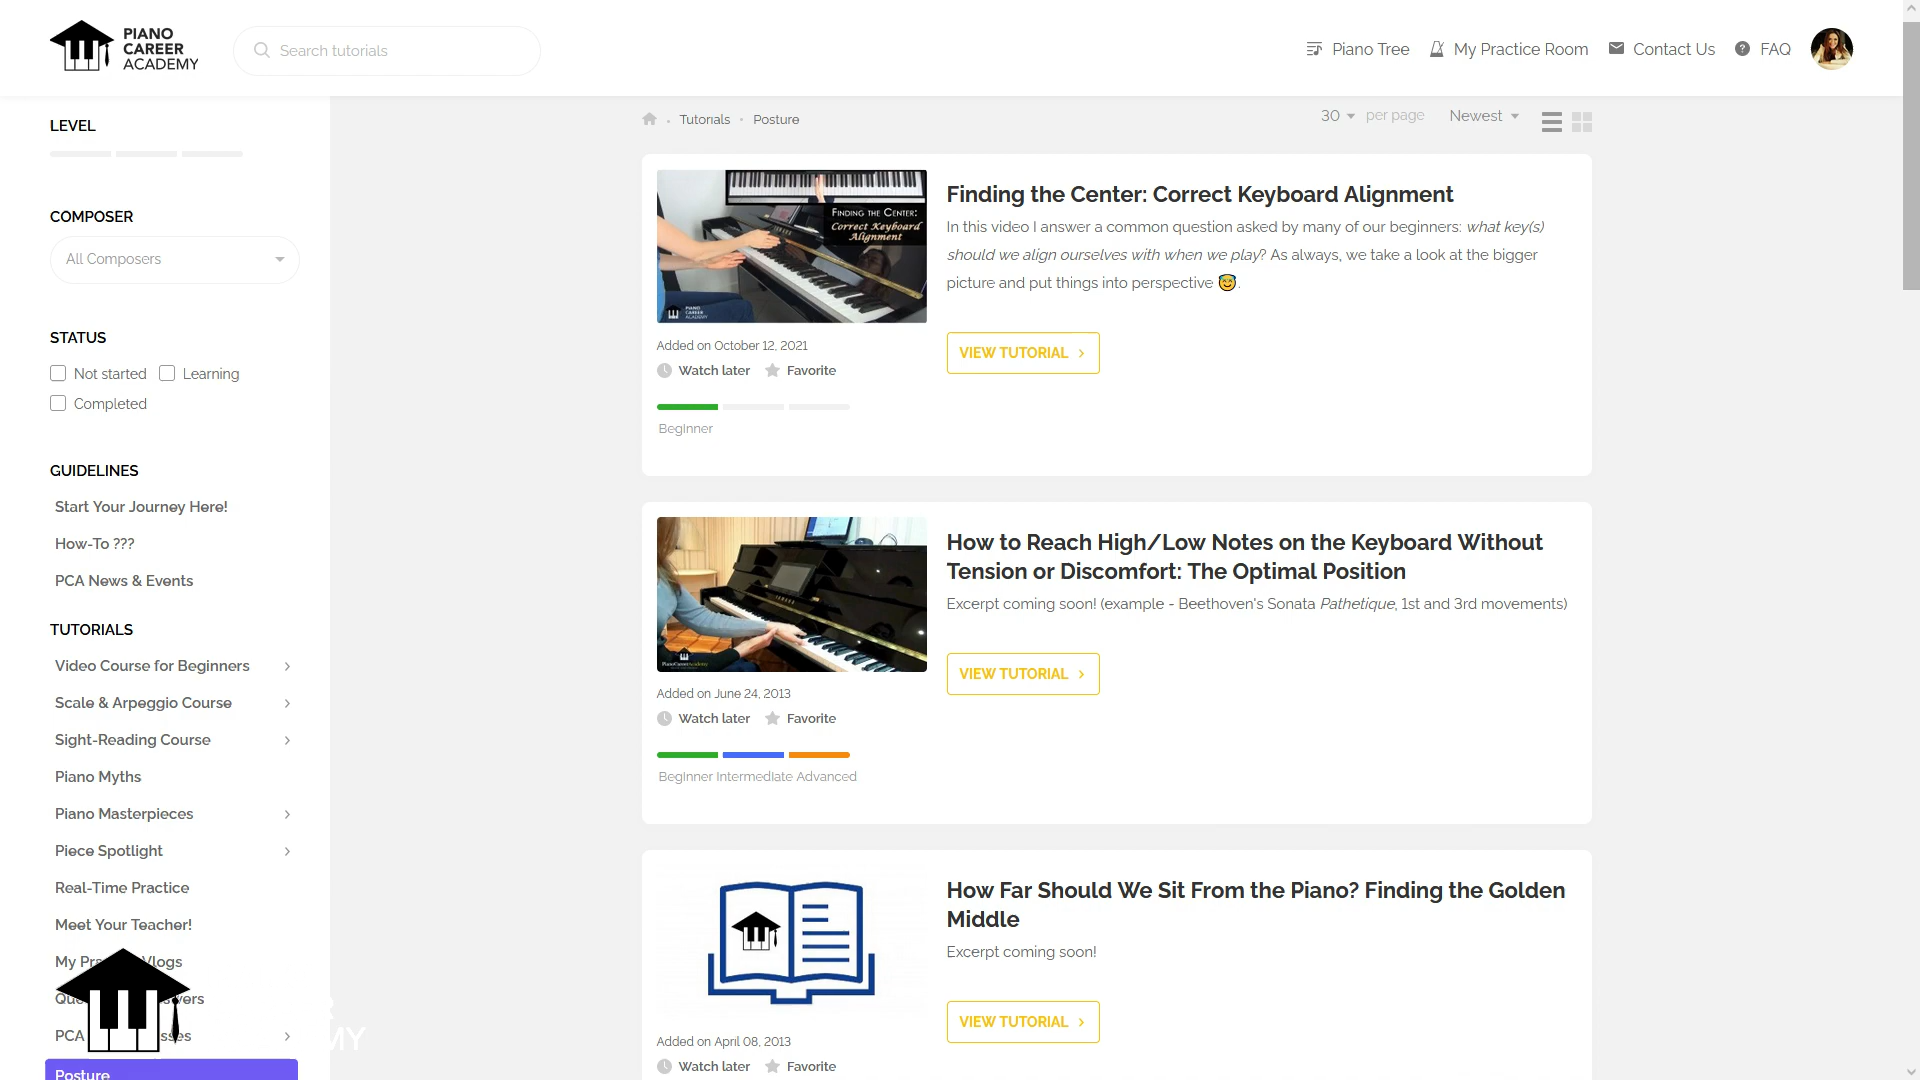 PIANO
CAREER
ACADEMY
Search tutorials
Piano Tree
My Practice Room
Contact Us
FAQ
LEVEL
COMPOSER
All Composers
STATUS
Not started
Learning
Completed
GUIDELINES
Start Your Journey Here!
How-To ???
PCA News & Events
TUTORIALS
Video Course for Beginners
Scale & Arpeggio Course
Sight-Reading Course
Piano Myths
Piano Masterpieces
Piece Spotlight
Real-Time Practice
Meet Your Teacher!
My Vlogs
PCA
Posture
Tutorials • Posture
30 per page
Newest
FINDING THE CENTER:
Correct Keyboard
Alignment
YAMAHA
PIANO
CAREER
ACADEMY
Added on October 12, 2021
Watch later
Favorite
Beginner
Finding the Center: Correct Keyboard Alignment
In this video I answer a common question asked by many of our beginners: what key(s)
should we align ourselves with when we play? As always, we take a look at the bigger
picture and put things into perspective 😇.
VIEW TUTORIAL
YAMAHA
PianoCareerAcademy
Added on June 24, 2013
Watch later
Favorite
Beginner Intermediate Advanced
How to Reach High/Low Notes on the Keyboard Without
Tension or Discomfort: The Optimal Position
Excerpt coming soon! (example - Beethoven's Sonata Pathetique, 1st and 3rd movements)
VIEW TUTORIAL
Added on April 08, 2013
Watch later
Favorite
How Far Should We Sit From the Piano? Finding the Golden
Middle
Excerpt coming soon!
VIEW TUTORIAL